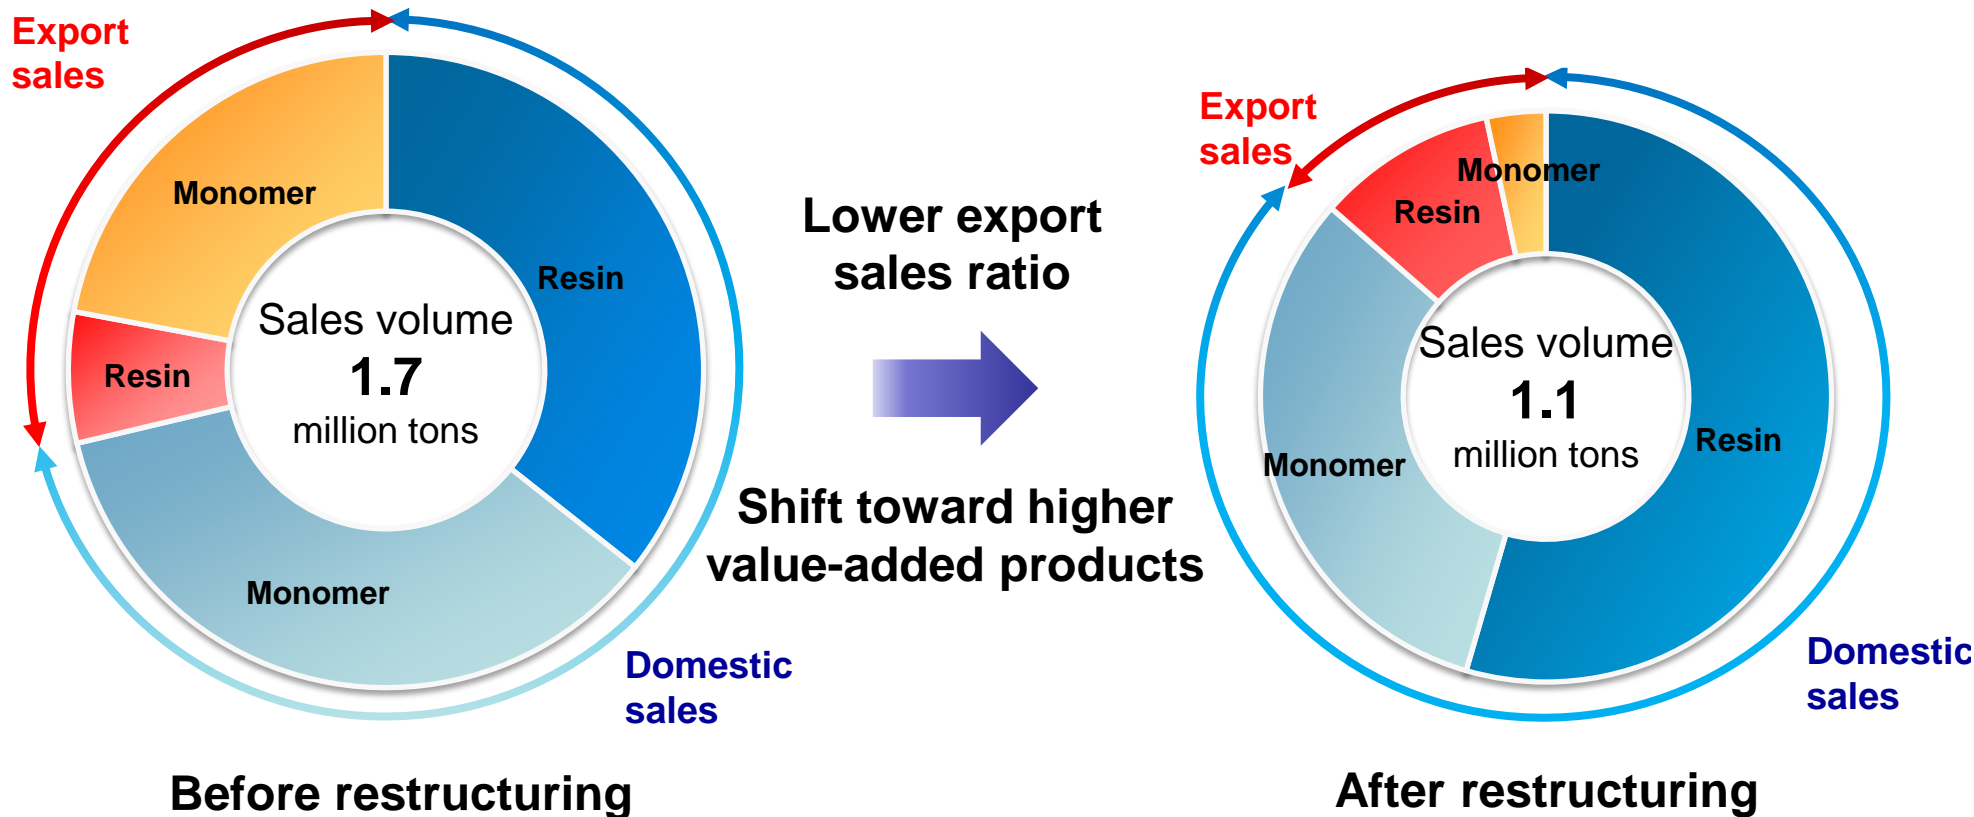 Export
sales
Monomer
Resin
Resin
Monomer
Sales volume
1.7
million tons
Domestic
sales
Before restructuring
Lower export
sales ratio
Shift toward higher
value-added products
Export
sales
Monomer
Resin
Monomer
Resin
Sales volume
1.1
million tons
Domestic
sales
After restructuring